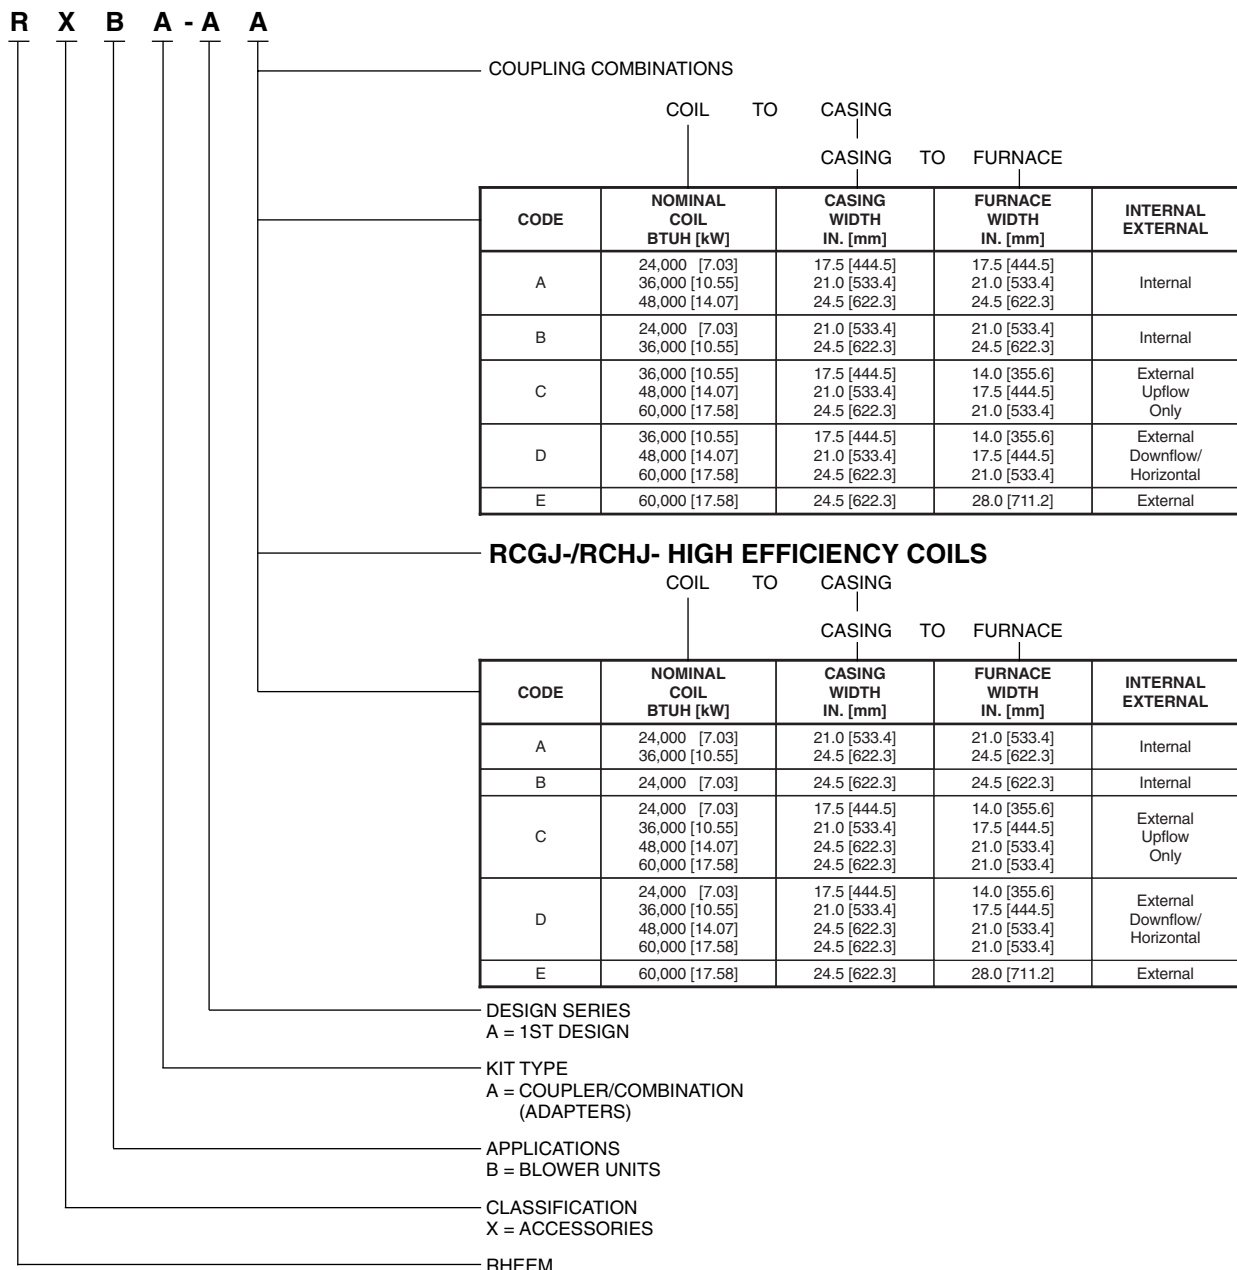 R X B A - A A
COUPLING COMBINATIONS
COIL TO CASING
CASING TO FURNACE
CODE NOMINAL COIL BTUH [kW] CASING WIDTH IN. [mm] FURNACE WIDTH IN. [mm] INTERNAL EXTERNAL
A
24,000 [7.03] 17.5 [444.5] 17.5 [444.5]
36,000 [10.55] 21.0 [533.4] 21.0 [533.4]
48,000 [14.07] 24.5 [622.3] 24.5 [622.3]
Internal
B
24,000 [7.03] 21.0 [533.4] 21.0 [533.4]
36,000 [10.55] 24.5 [622.3] 24.5 [622.3]
Internal
C
36,000 [10.55] 17.5 [444.5] 14.0 [355.6]
48,000 [14.07] 21.0 [533.4] 17.5 [444.5]
60,000 [17.58] 24.5 [622.3] 21.0 [533.4]
External
Upflow
Only
D
36,000 [10.55] 17.5 [444.5] 14.0 [355.6]
48,000 [14.07] 21.0 [533.4] 17.5 [444.5]
60,000 [17.58] 24.5 [622.3] 21.0 [533.4]
External
Downflow/
Horizontal
E 60,000 [17.58] 24.5 [622.3] 28.0 [711.2] External
RCGJ-/RCHJ- HIGH EFFICIENCY COILS
COIL TO CASING
CASING TO FURNACE
CODE NOMINAL COIL BTUH [kW] CASING WIDTH IN. [mm] FURNACE WIDTH IN. [mm] INTERNAL EXTERNAL
A
24,000 [7.03] 21.0 [533.4] 21.0 [533.4]
36,000 [10.55] 24.5 [622.3] 24.5 [622.3]
Internal
B 24,000 [7.03] 24.5 [622.3] 24.5 [622.3] Internal
C
24,000 [7.03] 17.5 [444.5] 14.0 [355.6]
36,000 [10.55] 21.0 [533.4] 17.5 [444.5]
48,000 [14.07] 24.5 [622.3] 21.0 [533.4]
60,000 [17.58] 24.5 [622.3] 21.0 [533.4]
External
Upflow
Only
D
24,000 [7.03] 17.5 [444.5] 14.0 [355.6]
36,000 [10.55] 21.0 [533.4] 17.5 [444.5]
48,000 [14.07] 24.5 [622.3] 21.0 [533.4]
60,000 [17.58] 24.5 [622.3] 21.0 [533.4]
External
Downflow/
Horizontal
E 60,000 [17.58] 24.5 [622.3] 28.0 [711.2] External
DESIGN SERIES
A = 1ST DESIGN
KIT TYPE
A = COUPLER/COMBINATION
(ADAPTERS)
APPLICATIONS
B = BLOWER UNITS
CLASSIFICATION
X = ACCESSORIES
RHEEM